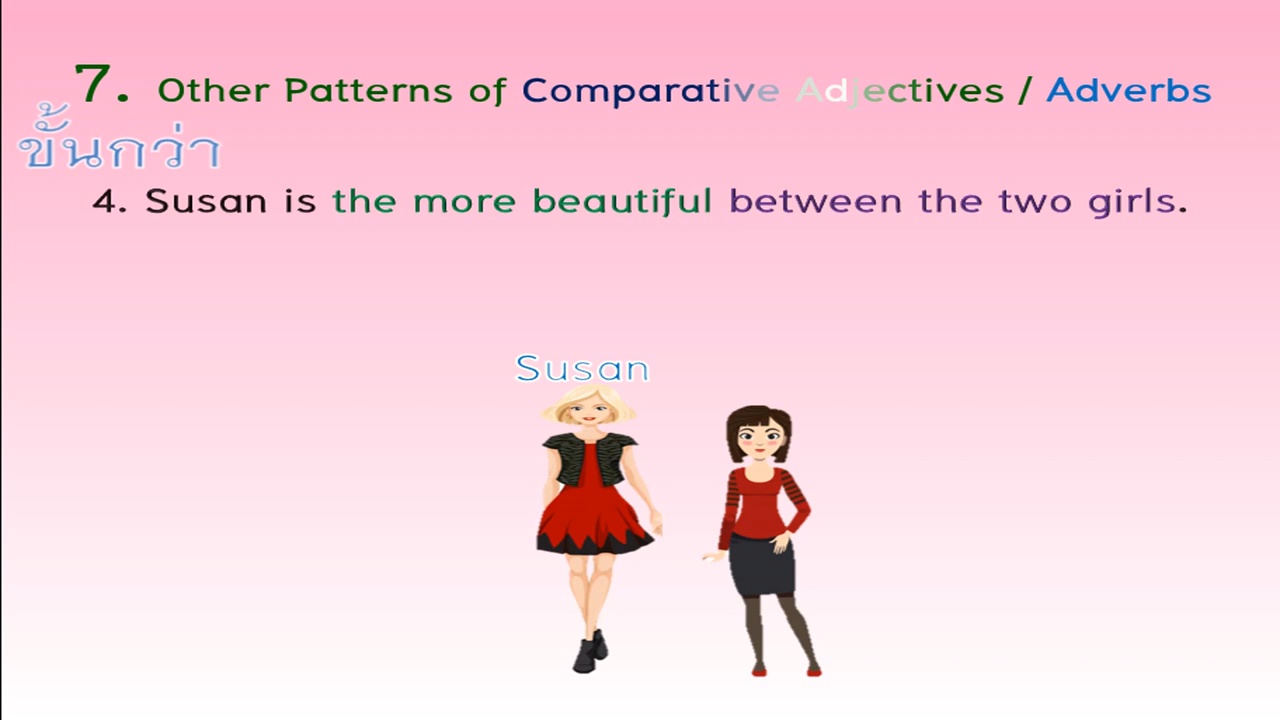 7. Other Patterns of Comparative Adjectives / Adverbs
ขั้นกว่า
4. Susan is the more beautiful between the two girls.
Susan